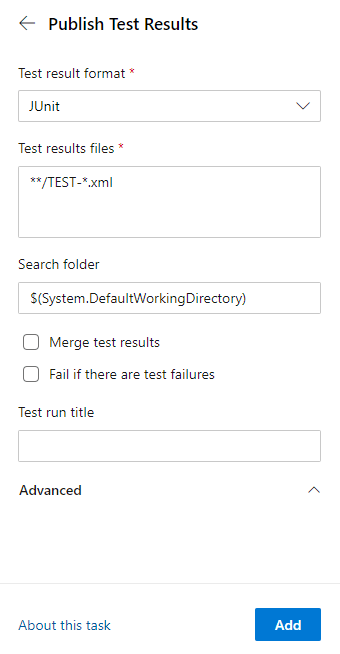 Publish Test Results
Test result format *
JUnit
Test results files *
**/TEST-*.xml
Search folder
$(System.DefaultWorkingDirectory)
Merge test results
Fail if there are test failures
Test run title
Advanced
About this task
Add